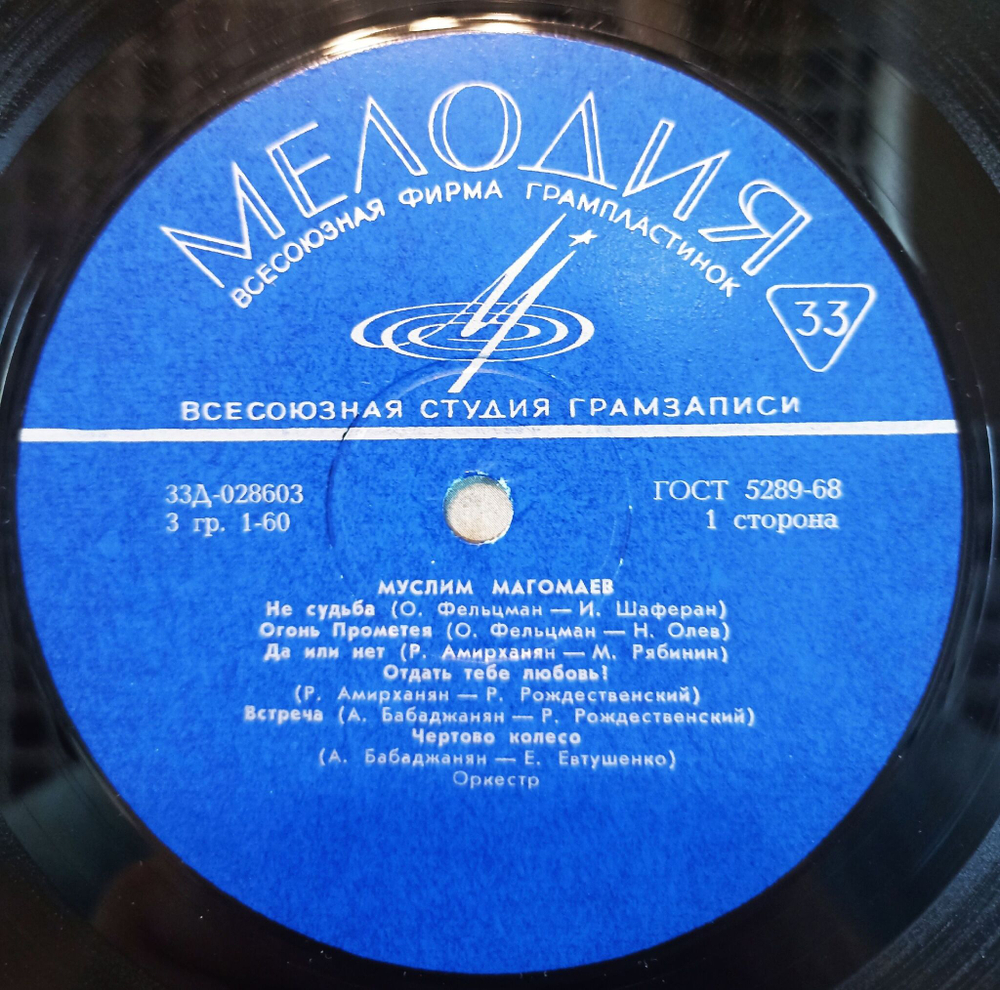 МЕЛОДИЯ
ВСЕСОЮЗНАЯ ФИРМА ГРАМПЛАСТИНОК
33
ВСЕСОЮЗНАЯ СТУДИЯ ГРАМЗАПИСИ
33Д-028603
3 гр. 1-60
ГОСТ 5289-68
1 сторона
МУСЛИМ МАГОМАЕВ
Не судьба (О. Фельцман — И. Шаферан)
Огонь Прометея (О. Фельцман — Н. Олев)
Да или нет (Р. Амирханян — М. Рябинин)
Отдать тебе любовь?
(Р. Амирханян — Р. Рождественский)
Встреча (А. Бабаджанян — Р. Рождественский)
Чертово колесо
(А. Бабаджанян — Е. Евтушенко)
Оркестр